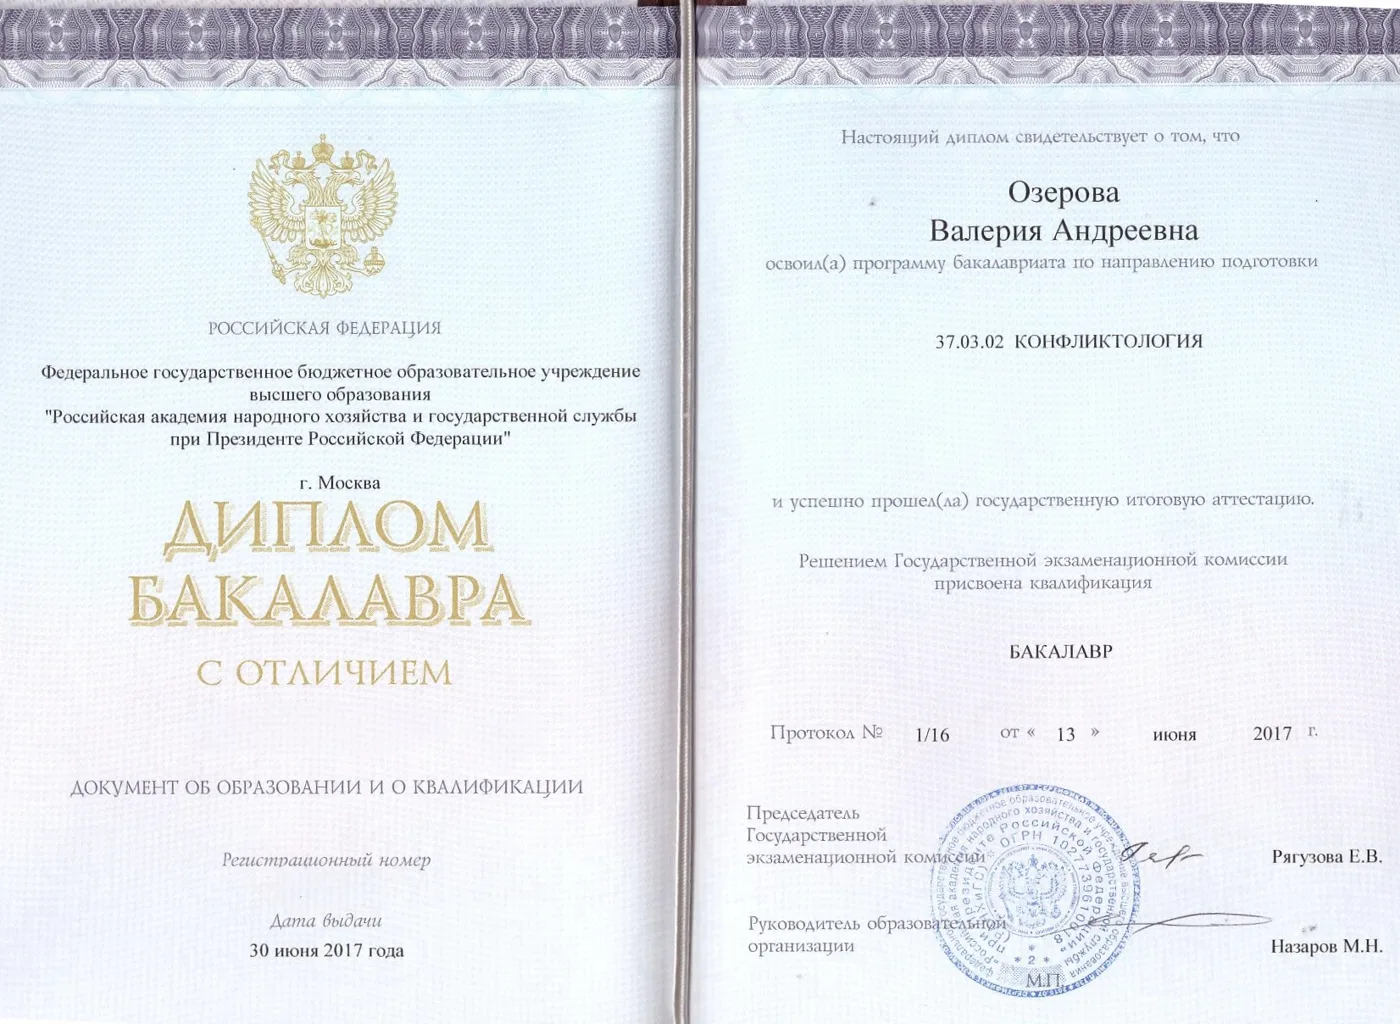 РОССИЙСКАЯ ФЕДЕРАЦИЯ
Федеральное государственное бюджетное образовательное учреждение
высшего образования
"Российская академия народного хозяйства и государственной службы
при Президенте Российской Федерации"
г. Москва
ДИПЛОМ
БАКАЛАВРА
С ОТЛИЧИЕМ
ДОКУМЕНТ ОБ ОБРАЗОВАНИИ И О КВАЛИФИКАЦИИ
Регистрационный номер
Дата выдачи
30 июня 2017 года
Настоящий диплом свидетельствует о том, что
Озерова
Валерия Андреевна
освоил(а) программу бакалавриата по направлению подготовки
37.03.02 КОНФЛИКТОЛОГИЯ
и успешно прошел(ла) государственную итоговую аттестацию.
Решением Государственной экзаменационной комиссии
присвоена квалификация
БАКАЛАВР
Протокол № 1/16 от « 13 » июня 2017 г.
Председатель
Государственной
экзаменационной комиссии Рягузова Е.В.
Руководитель образовательной
организации Назаров М.Н.
М.П.